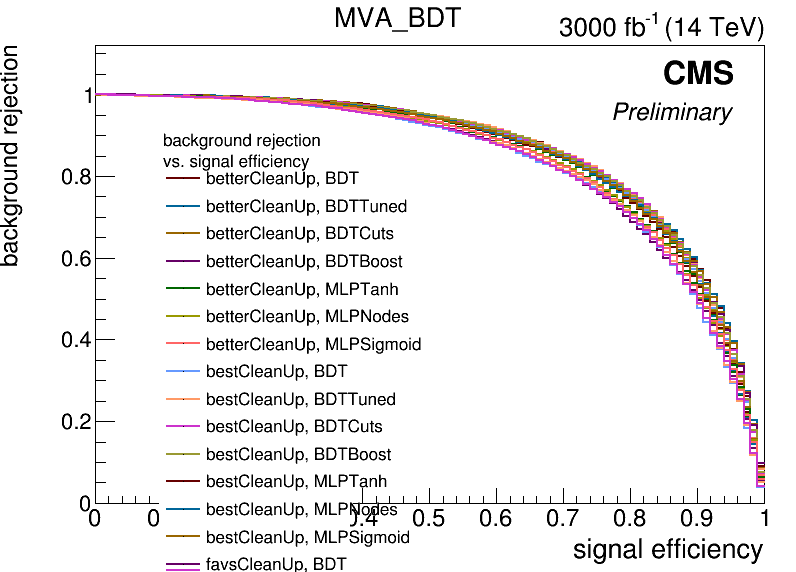 MVA_BDT
3000 fb-1 (14 TeV)
CMS
Preliminary
background rejection
1
0.8
0.6
0.4
0.2
0
background rejection
vs. signal efficiency
betterCleanUp, BDT
betterCleanUp, BDTTuned
betterCleanUp, BDTCuts
betterCleanUp, BDTBoost
betterCleanUp, MLPTanh
betterCleanUp, MLPNodes
betterCleanUp, MLPSigmoid
bestCleanUp, BDT
bestCleanUp, BDTTuned
bestCleanUp, BDTCuts
bestCleanUp, BDTBoost
bestCleanUp, MLPTanh
bestCleanUp, MLPNodes
bestCleanUp, MLPSigmoid
favsCleanUp, BDT
0 0.4 0.5 0.6 0.7 0.8 0.9 1
signal efficiency